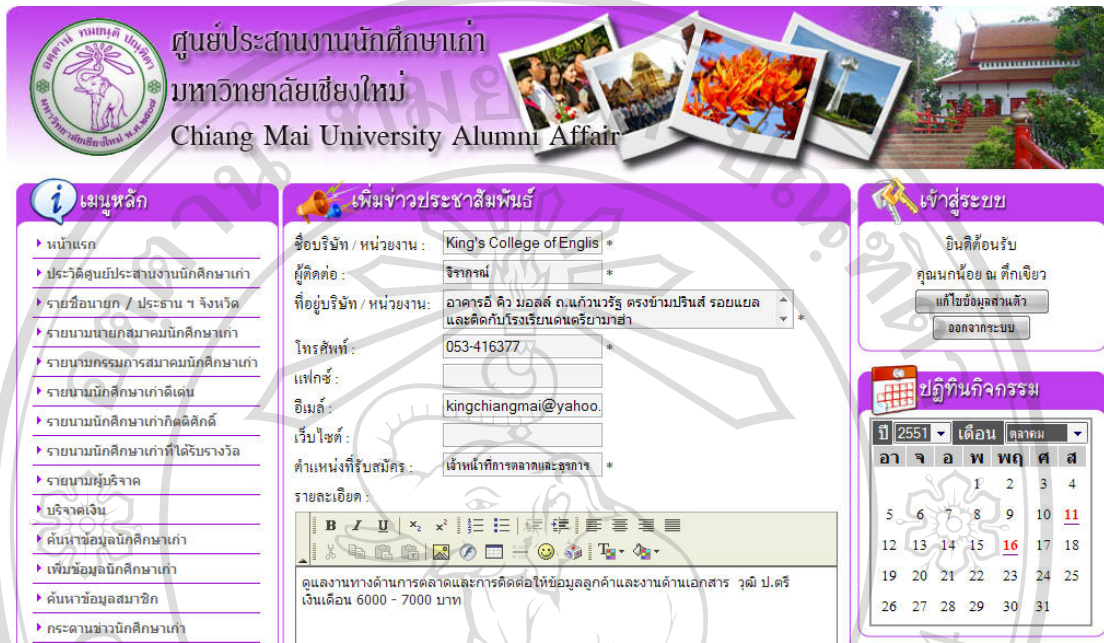 ศูนย์ประสานงานนักศึกษาเก่า
มหาวิทยาลัยเชียงใหม่
Chiang Mai University Alumni Affair
เมนูหลัก
หน้าแรก
ประวัติศูนย์ประสานงานนักศึกษาเก่า
รายชื่อนายก / ประธาน ฯ จังหวัด
รายนามนายกสมาคมนักศึกษาเก่า
รายนามกรรมการสมาคมนักศึกษาเก่า
รายนามนักศึกษาเก่าดีเด่น
รายนามนักศึกษาเก่ากิตติศักดิ์
รายนามนักศึกษาเก่าที่ได้รับรางวัล
รายนามผู้บริจาค
บริจาคเงิน
ค้นหาข้อมูลนักศึกษาเก่า
เพิ่มข้อมูลนักศึกษาเก่า
ค้นหาข้อมูลสมาชิก
กระดานข่าวนักศึกษาเก่า
เพิ่มข่าวประชาสัมพันธ์
ชื่อบริษัท / หน่วยงาน : King's College of Englis *
ผู้ติดต่อ : จิราภรณ์ *
ที่อยู่บริษัท / หน่วยงาน: อาคารอี คิว มอลล์ ถ.แก้วนวรัฐ ตรงข้ามปรินส์ รอยแยล
และติดกับโรงเรียนดนตรียามาฮ่า *
โทรศัพท์ : 053-416377 *
แฟกซ์ :
อีเมล์ : kingchiangmai@yahoo.
เว็บไซต์ :
ตำแหน่งที่รับสมัคร : เจ้าหน้าที่การตลาดและธุรการ *
รายละเอียด :
B I U x₂ x²
ดูแลงานทางด้านการตลาดและการติดต่อให้ข้อมูลลูกค้าและงานด้านเอกสาร วุฒิ ป.ตรี
เงินเดือน 6000 - 7000 บาท
เข้าสู่ระบบ
ยินดีต้อนรับ
คุณนกน้อย ณ ตึกเขียว
แก้ไขข้อมูลส่วนตัว
ออกจากระบบ
ปฏิทินกิจกรรม
ปี 2551 เดือน ตุลาคม
อา จ อ พ พฤ ศ ส
1 2 3 4
5 6 7 8 9 10 11
12 13 14 15 16 17 18
19 20 21 22 23 24 25
26 27 28 29 30 31